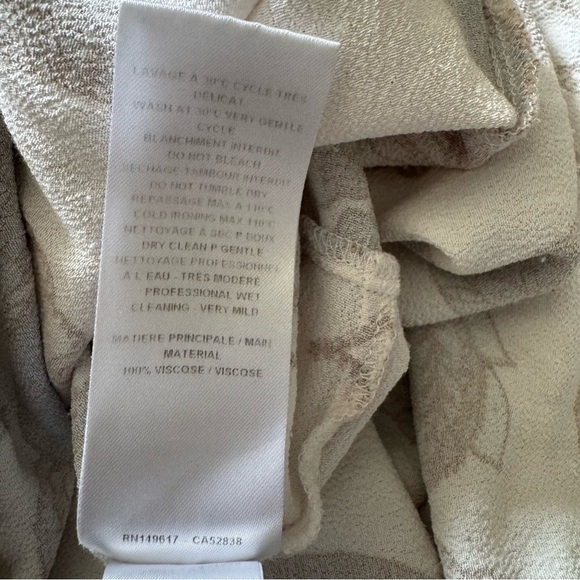 LAVAGE A 30°C CYCLE TRES
DELICAT
WASH AT 30°C VERY GENTLE
CYCLE
BLANCHIMENT INTERDIT
DO NOT BLEACH
SECHAGE TAMBOUR INTERDIT
DO NOT TUMBLE DRY
REPASSAGE MAX A 110°C
COLD IRONING MAX 110°C
NETTOYAGE A SEC P DOUX
DRY CLEAN P GENTLE
NETTOYAGE PROFESSIONNEL
A L EAU - TRÈS MODERÉ
PROFESSIONAL WET
CLEANING - VERY MILD
MATIERE PRINCIPALE / MAIN
MATERIAL
100% VISCOSE / VISCOSE
RN149617 - CA52838